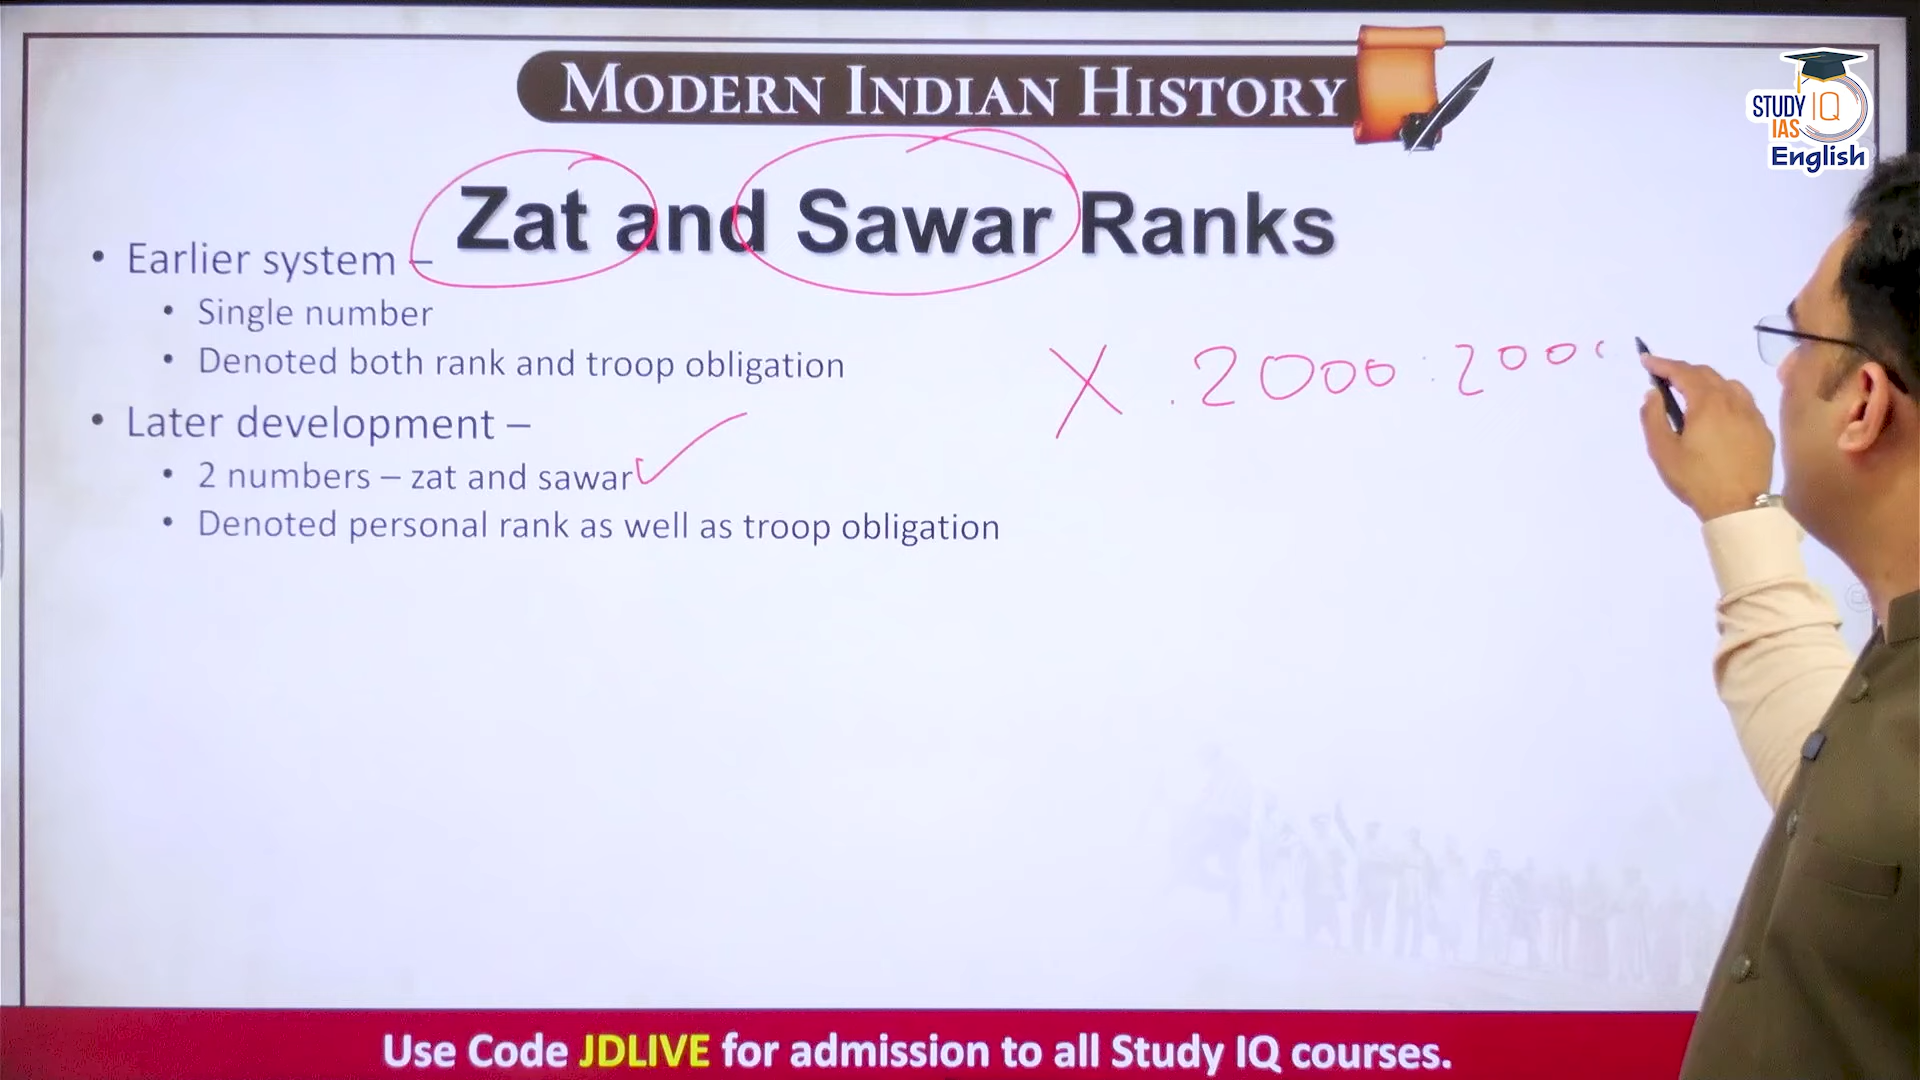 MODERN INDIAN HISTORY
STUDY IQ
IAS
English
Zat and Sawar Ranks
• Earlier system –
• Single number
• Denoted both rank and troop obligation
X . 2000 : 200
• Later development –
• 2 numbers – zat and sawar
• Denoted personal rank as well as troop obligation
Use Code JDLIVE for admission to all Study IQ courses.